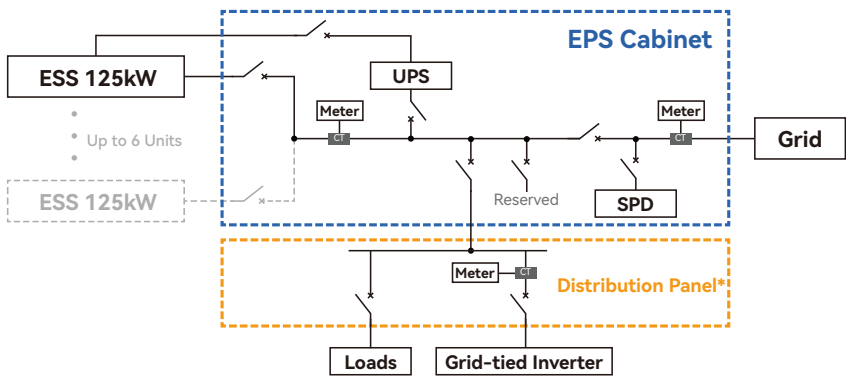 EPS Cabinet
ESS 125kW
UPS
Meter
CT
Meter
CT
Grid
Up to 6 Units
ESS 125kW
Reserved
SPD
Meter
CT
Distribution Panel*
Loads
Grid-tied Inverter